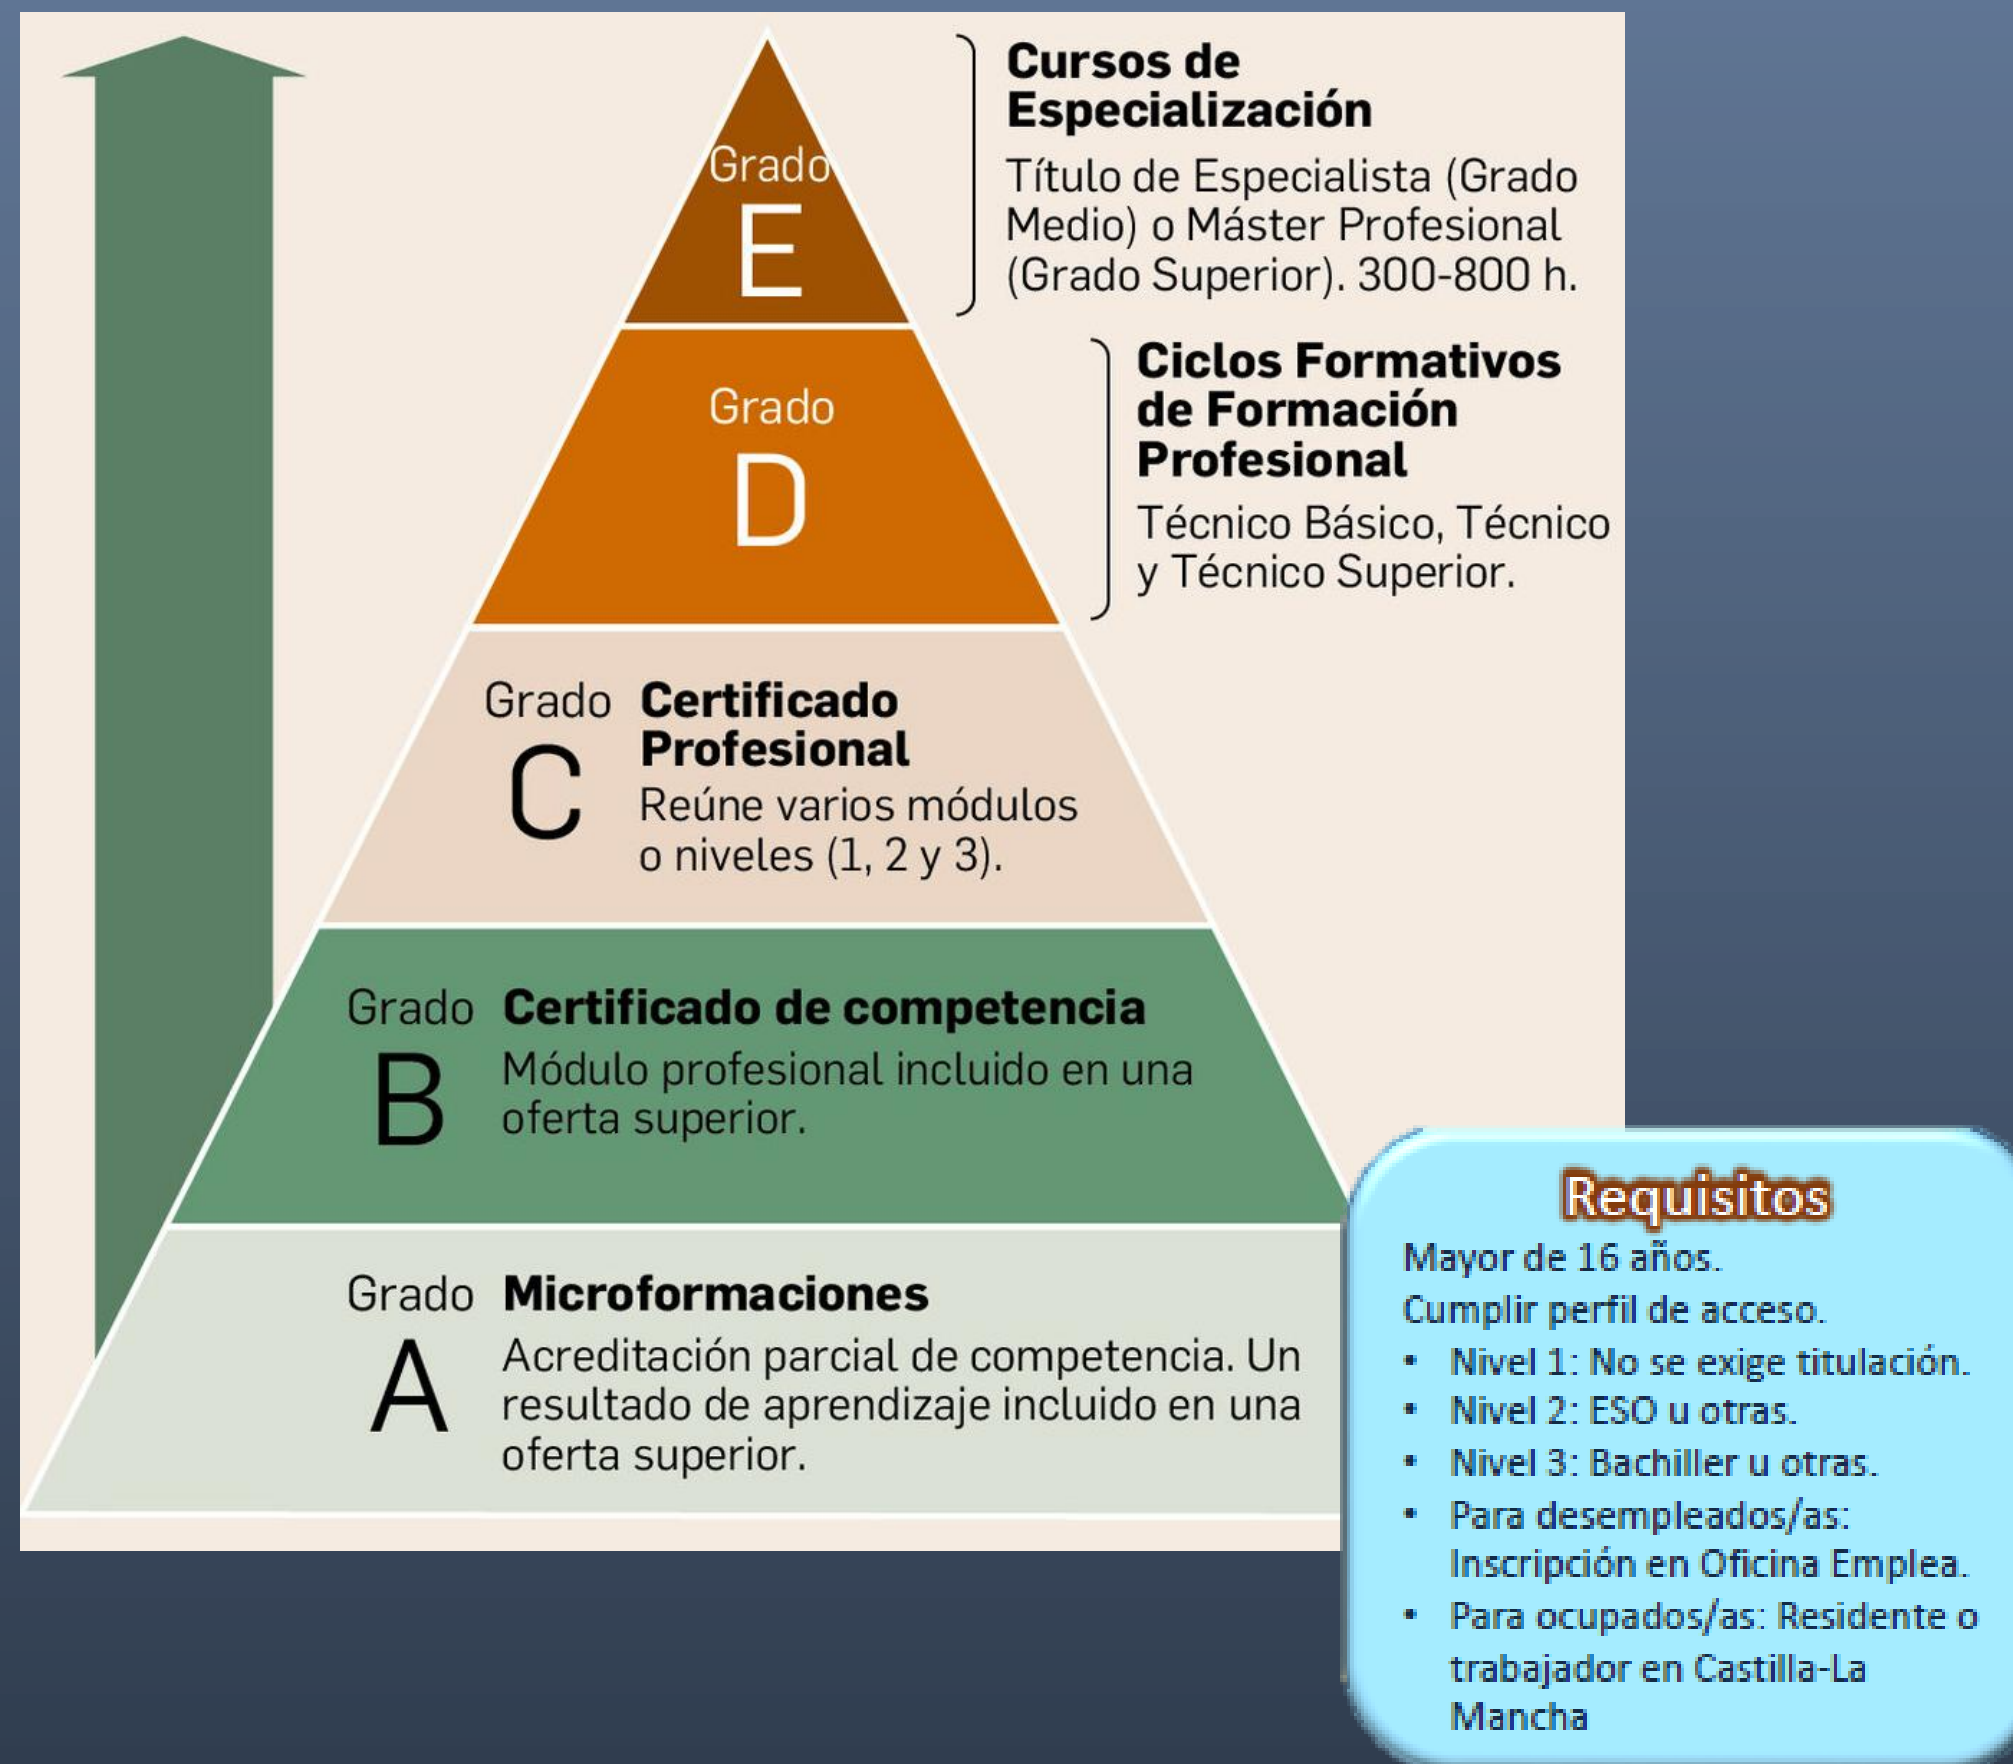 Cursos de
Especialización
Título de Especialista (Grado
Medio) o Máster Profesional
(Grado Superior). 300-800 h.
Grado
E
Ciclos Formativos
de Formación
Profesional
Técnico Básico, Técnico
y Técnico Superior.
Grado
D
Grado
C
Certificado
Profesional
Reúne varios módulos
o niveles (1, 2 y 3).
Grado
B
Certificado de competencia
Módulo profesional incluido en una
oferta superior.
Grado
A
Microformaciones
Acreditación parcial de competencia. Un
resultado de aprendizaje incluido en una
oferta superior.
Requisitos
Mayor de 16 años.
Cumplir perfil de acceso.
• Nivel 1: No se exige titulación.
• Nivel 2: ESO u otras.
• Nivel 3: Bachiller u otras.
• Para desempleados/as:
Inscripción en Oficina Emplea.
• Para ocupados/as: Residente o
trabajador en Castilla-La
Mancha